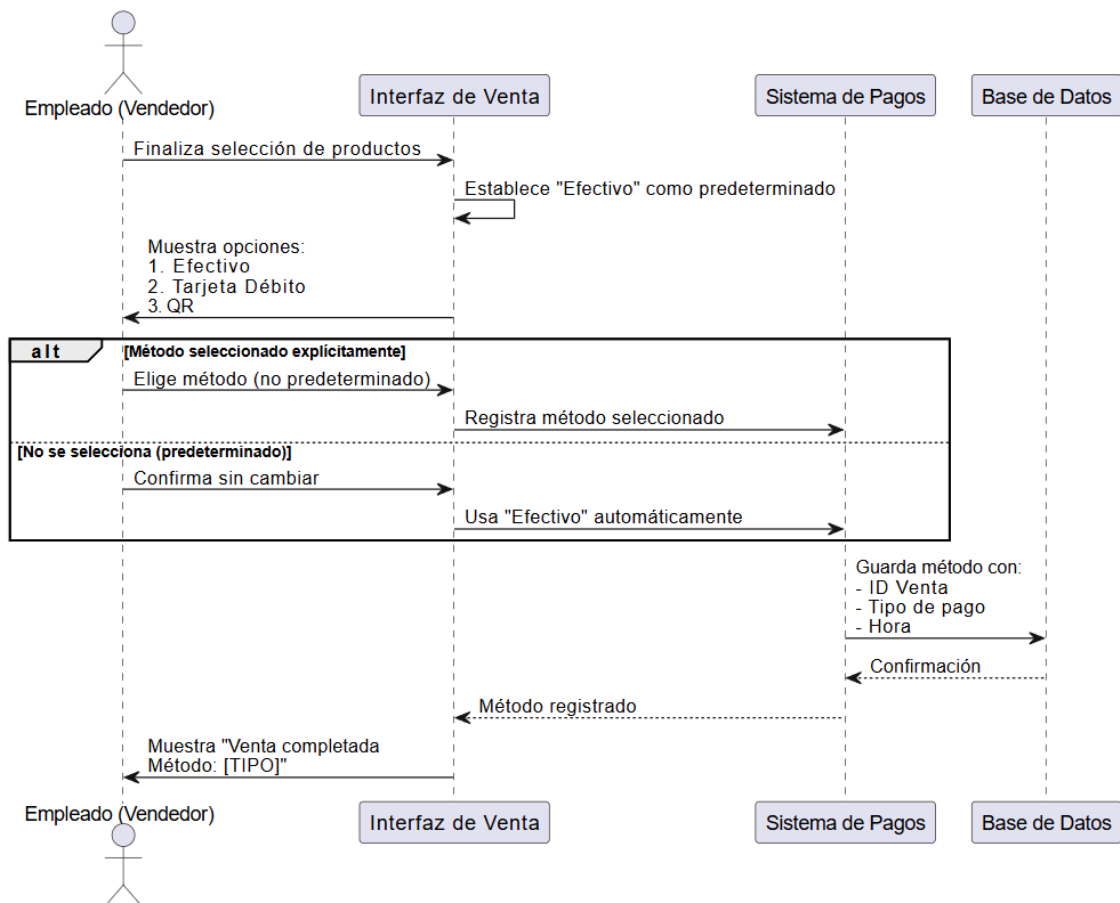 Empleado (Vendedor)
Interfaz de Venta
Sistema de Pagos
Base de Datos
Finaliza selección de productos
Establece "Efectivo" como predeterminado
Muestra opciones:
1. Efectivo
2. Tarjeta Débito
3. QR
alt
[Método seleccionado explícitamente]
Elige método (no predeterminado)
Registra método seleccionado
[No se selecciona (predeterminado)]
Confirma sin cambiar
Usa "Efectivo" automáticamente
Guarda método con:
- ID Venta
- Tipo de pago
- Hora
Confirmación
Método registrado
Muestra "Venta completada
Método: [TIPO]"
Empleado (Vendedor)
Interfaz de Venta
Sistema de Pagos
Base de Datos